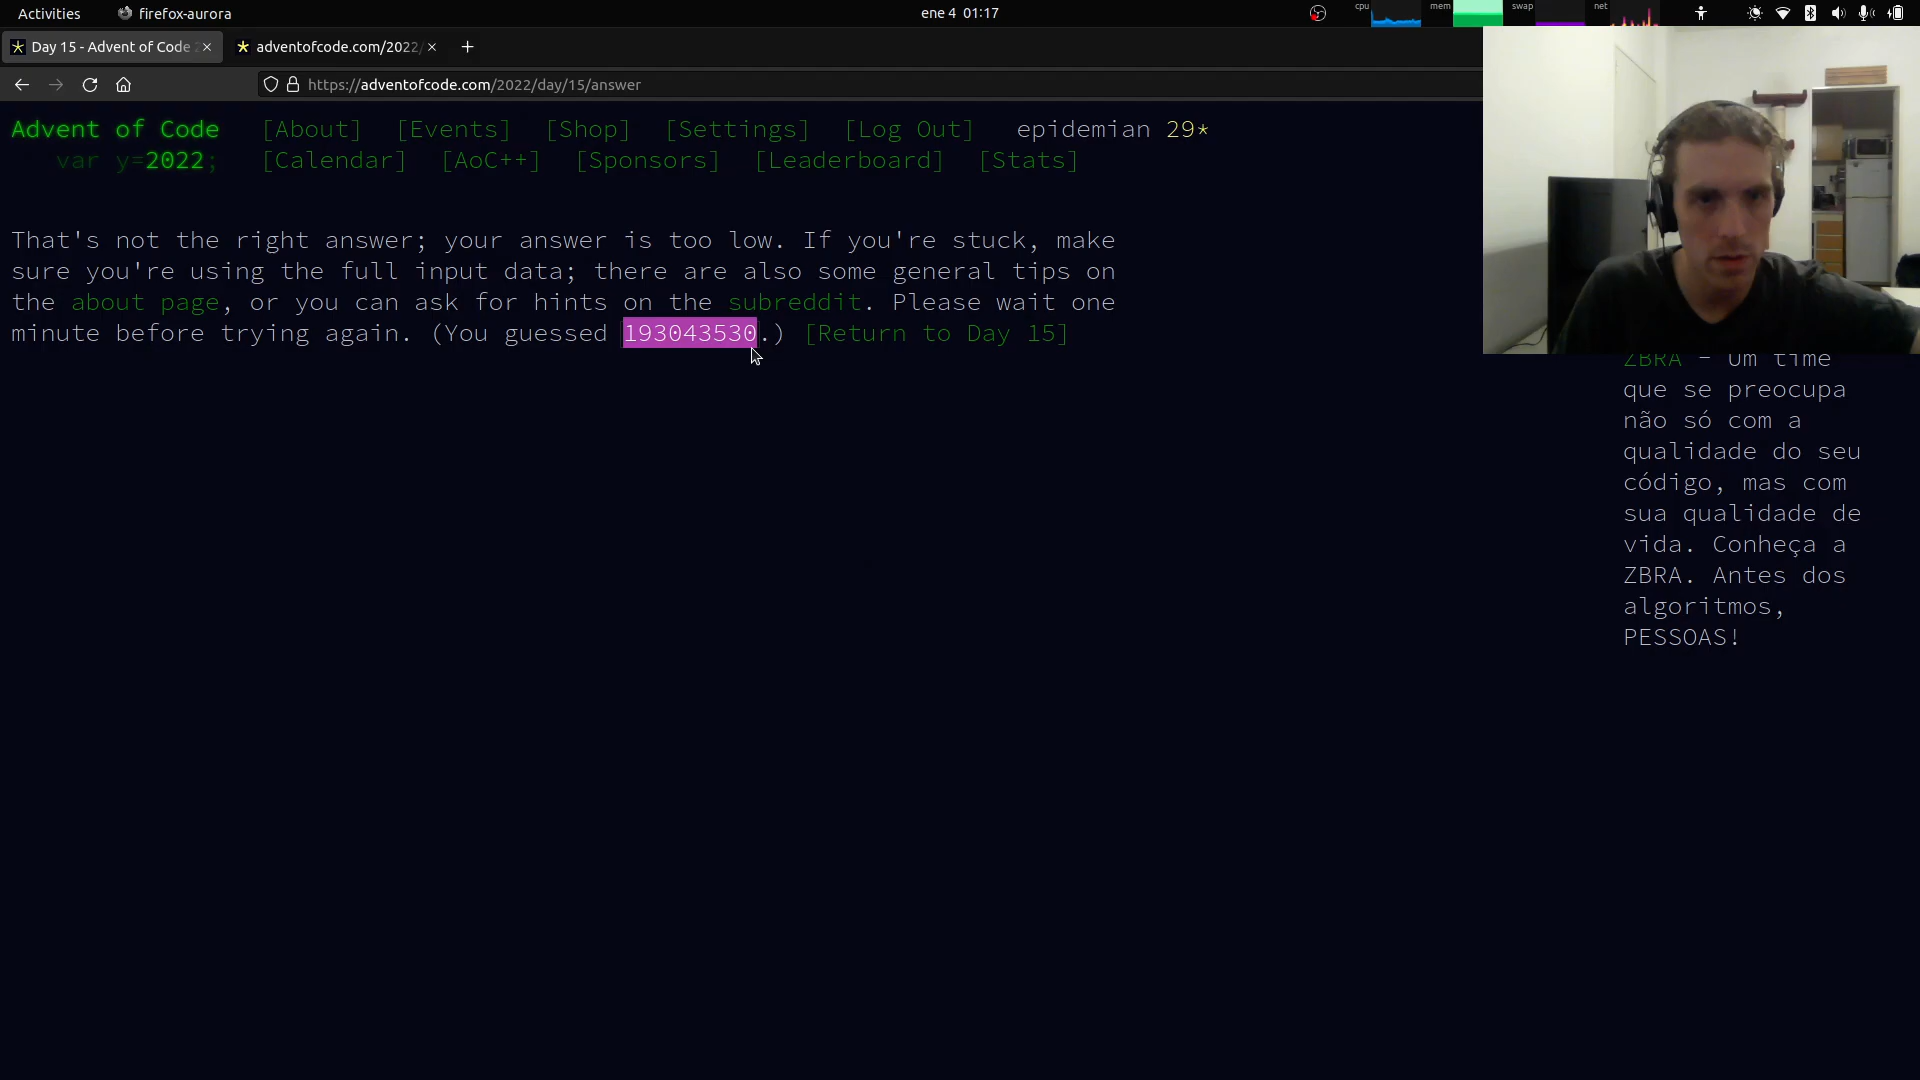 Activities firefox-aurora ene 4 01:17 cpu mem swap net
Day 15 - Advent of Code adventofcode.com/2022/
https://adventofcode.com/2022/day/15/answer
Advent of Code [About] [Events] [Shop] [Settings] [Log Out] epidemian 29*
var y=2022; [Calendar] [AoC++] [Sponsors] [Leaderboard] [Stats]
That's not the right answer; your answer is too low. If you're stuck, make
sure you're using the full input data; there are also some general tips on
the about page, or you can ask for hints on the subreddit. Please wait one
minute before trying again. (You guessed 193043530.) [Return to Day 15]
ZBRA - Um time
que se preocupa
não só com a
qualidade do seu
código, mas com
sua qualidade de
vida. Conheça a
ZBRA. Antes dos
algoritmos,
PESSOAS!